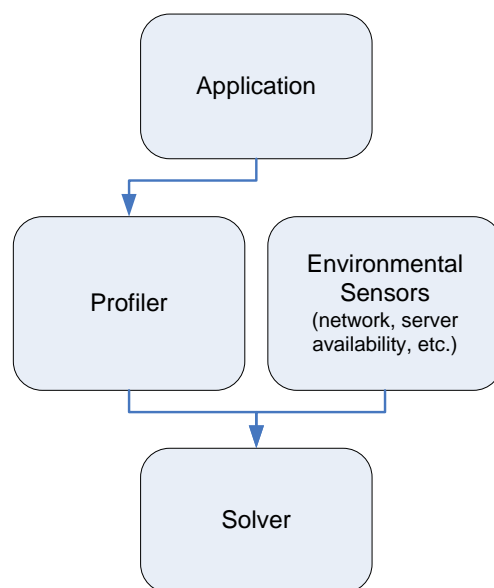 Application
Profiler
Environmental
Sensors
(network, server
availability, etc.)
Solver